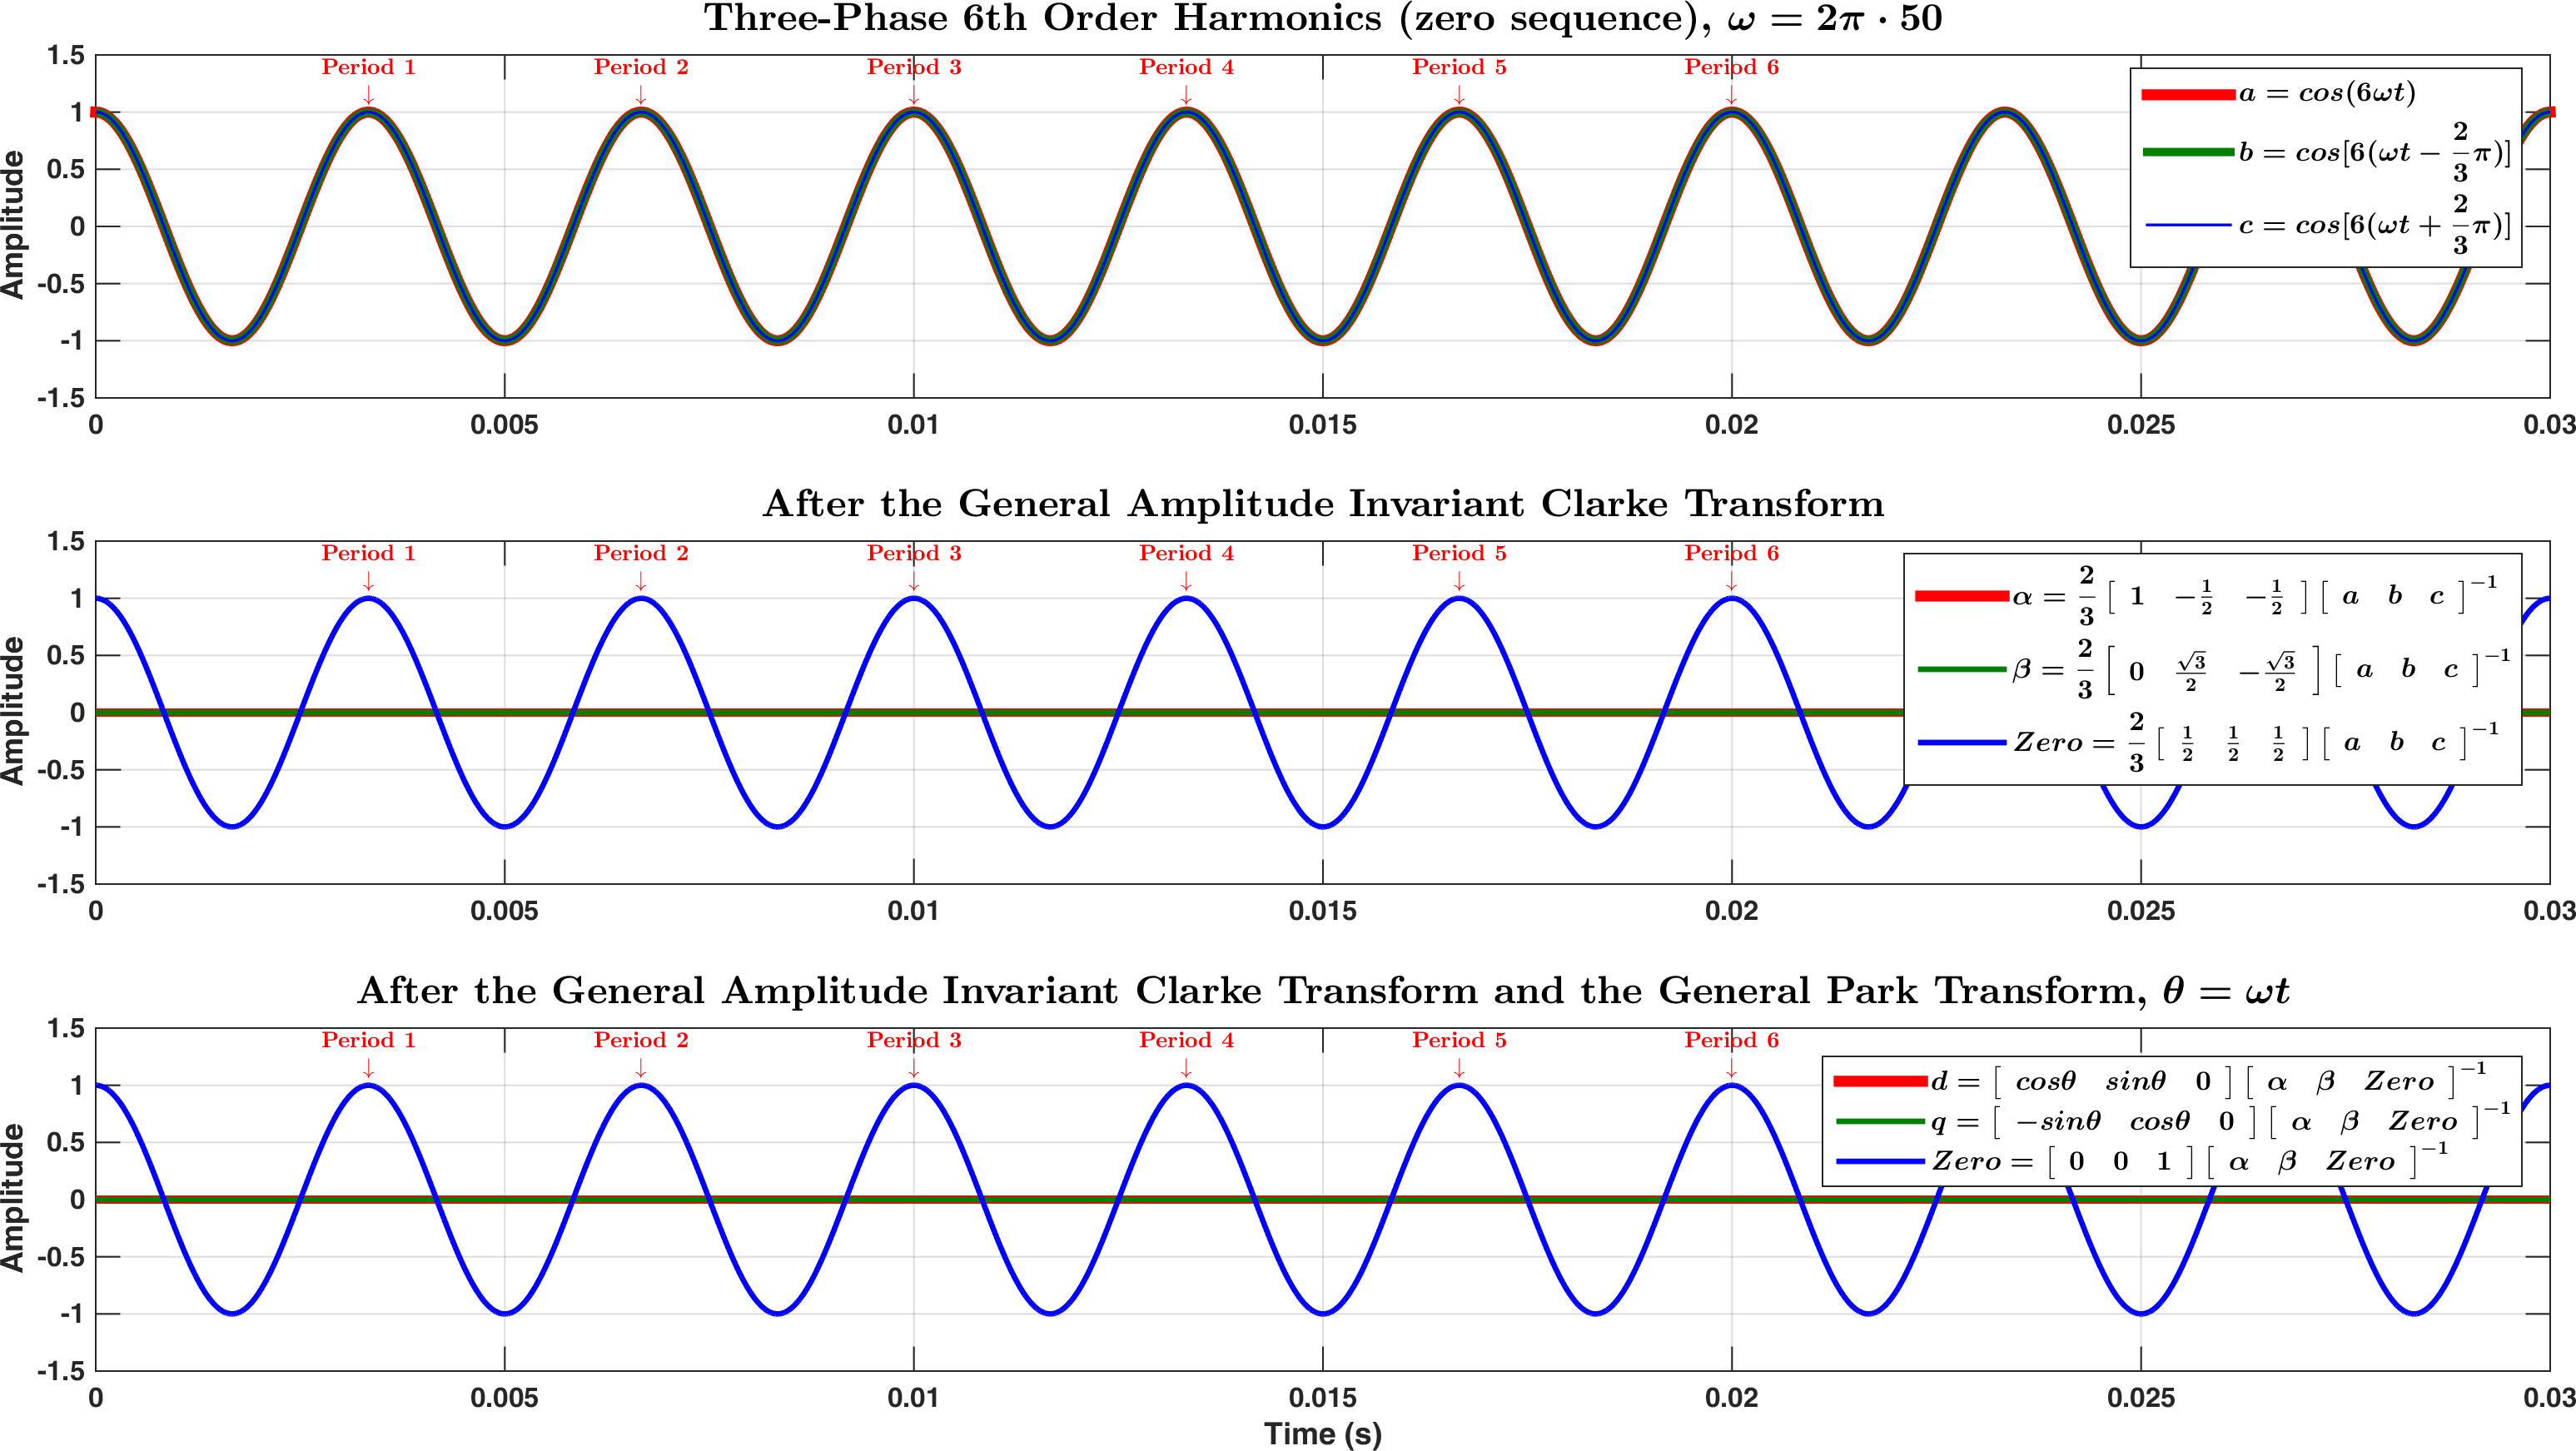 Three-Phase 6th Order Harmonics (zero sequence), ω = 2π · 50
1.5
Period 1 Period 2 Period 3 Period 4 Period 5 Period 6
↓ ↓ ↓ ↓ ↓ ↓
a = cos(6ωt)
b = cos[6(ωt − 2/3 π)]
c = cos[6(ωt + 2/3 π)]
1
0.5
0
-0.5
-1
-1.5
Amplitude
0 0.005 0.01 0.015 0.02 0.025 0.03
After the General Amplitude Invariant Clarke Transform
1.5
Period 1 Period 2 Period 3 Period 4 Period 5 Period 6
↓ ↓ ↓ ↓ ↓ ↓
α = 2/3 [ 1 −1/2 −1/2 ] [ a b c ]⁻¹
β = 2/3 [ 0 √3/2 −√3/2 ] [ a b c ]⁻¹
Zero = 2/3 [ 1/2 1/2 1/2 ] [ a b c ]⁻¹
1
0.5
0
-0.5
-1
-1.5
Amplitude
0 0.005 0.01 0.015 0.02 0.025 0.03
After the General Amplitude Invariant Clarke Transform and the General Park Transform, θ = ωt
1.5
Period 1 Period 2 Period 3 Period 4 Period 5 Period 6
↓ ↓ ↓ ↓ ↓ ↓
d = [ cosθ sinθ 0 ] [ α β Zero ]⁻¹
q = [ −sinθ cosθ 0 ] [ α β Zero ]⁻¹
Zero = [ 0 0 1 ] [ α β Zero ]⁻¹
1
0.5
0
-0.5
-1
-1.5
Amplitude
0 0.005 0.01 0.015 0.02 0.025 0.03
Time (s)